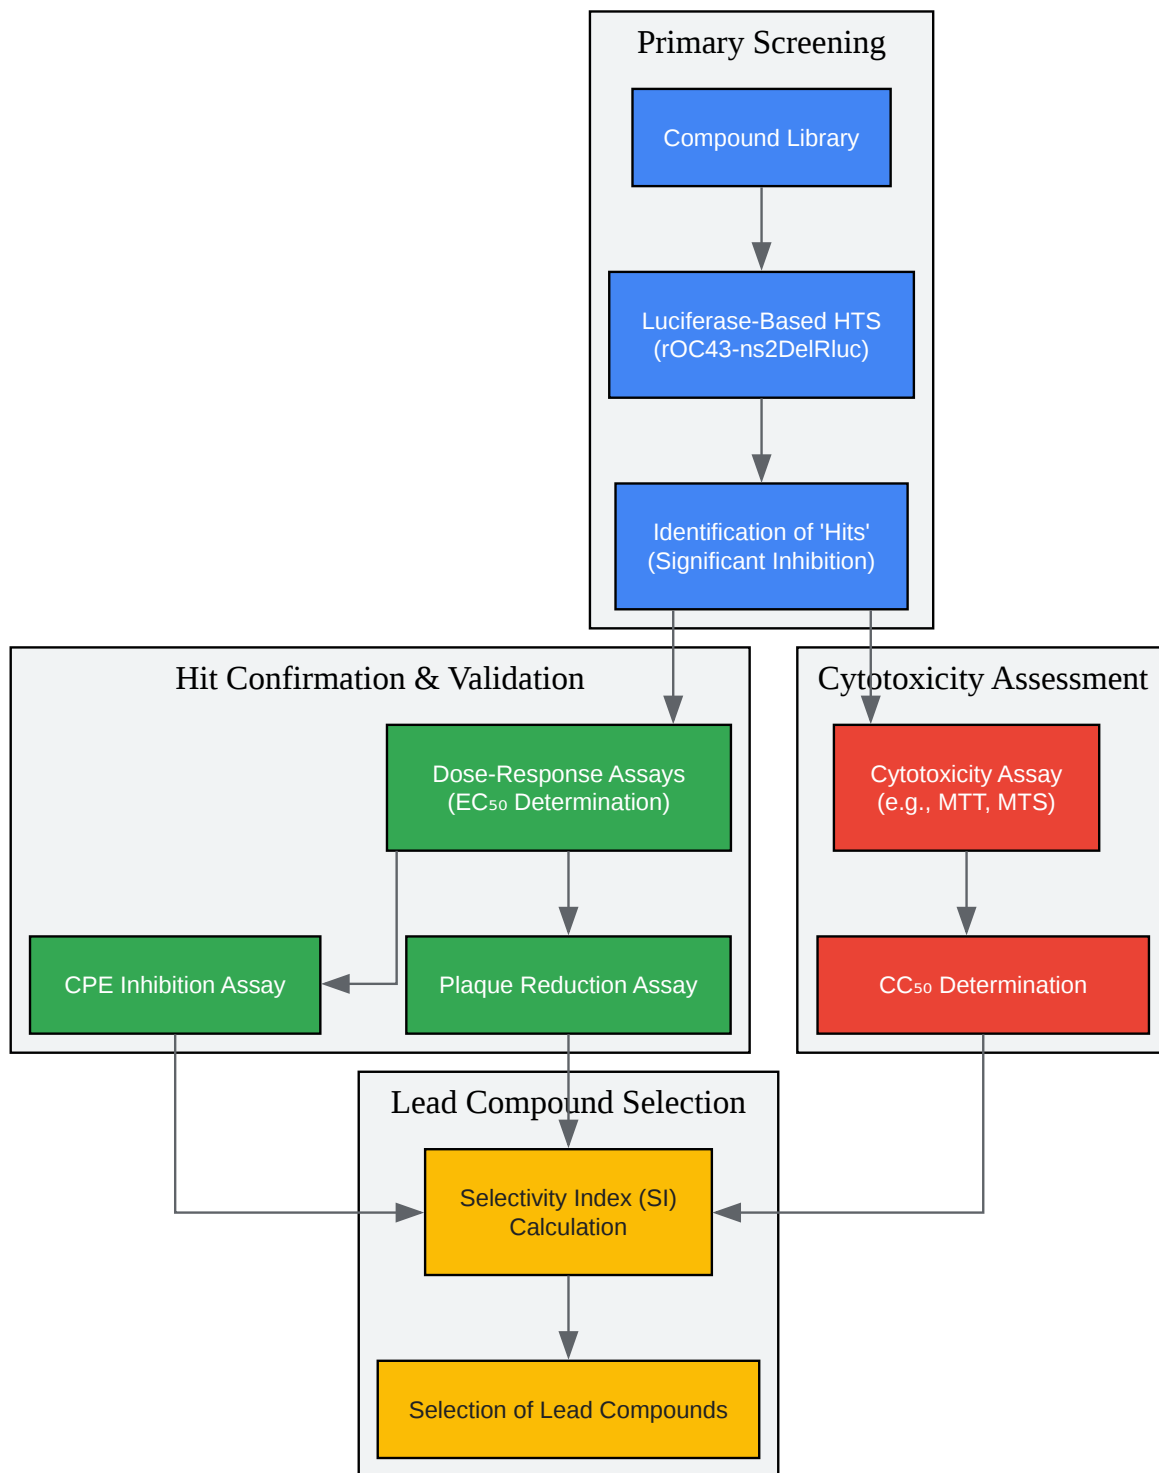 Primary Screening
Compound Library
Luciferase-Based HTS
(rOC43-ns2DelRluc)
Identification of 'Hits'
(Significant Inhibition)
Hit Confirmation & Validation
Cytotoxicity Assessment
Dose-Response Assays
(EC₅₀ Determination)
Cytotoxicity Assay
(e.g., MTT, MTS)
CPE Inhibition Assay
Plaque Reduction Assay
CC₅₀ Determination
Lead Compound Selection
Selectivity Index (SI)
Calculation
Selection of Lead Compounds